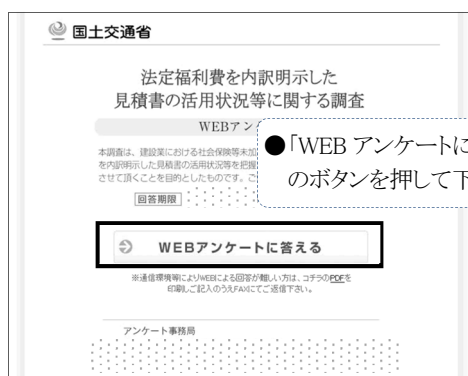 国土交通省
法定福利費を内訳明示した
見積書の活用状況等に関する調査
WEBアン
●「WEB アンケートに
のボタンを押して下
本調査は、建設業における社会保険等未加
を内訳明示した見積書の活用状況等を把握
させて頂くことを目的としたものです。ご
回答期限
WEBアンケートに答える
※通信環境等によりWEBによる回答が難しい方は、コチラのPDFを
印刷しご記入のうえFAXにてご返信下さい。
アンケート事務局